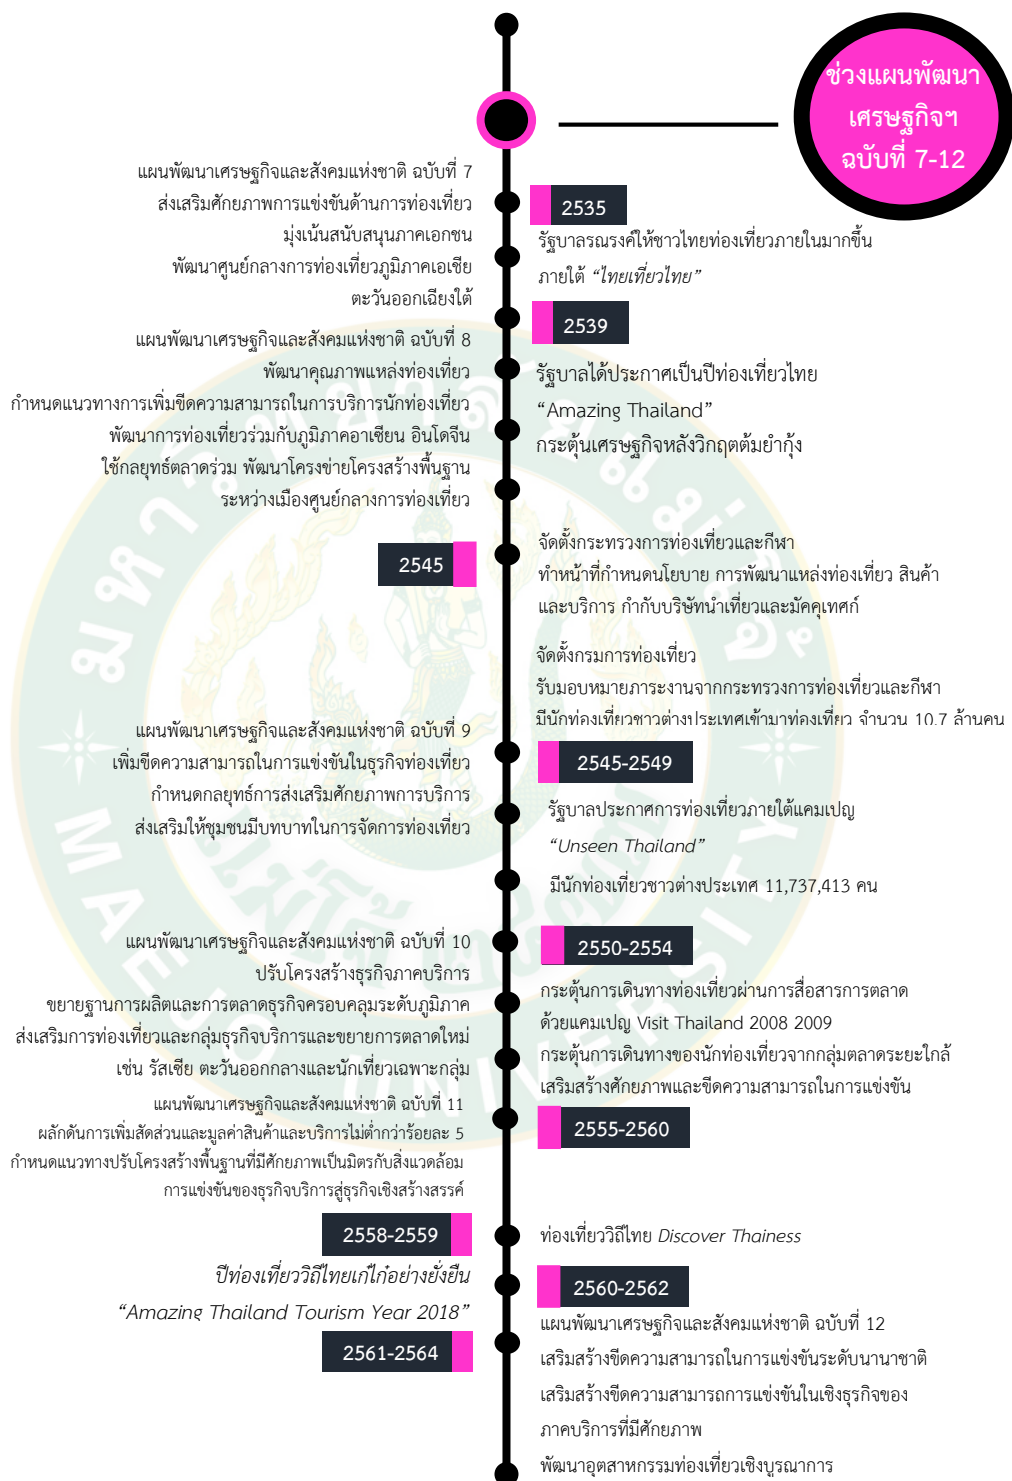 ช่วงแผนพัฒนา
เศรษฐกิจฯ
ฉบับที่ 7-12
แผนพัฒนาเศรษฐกิจและสังคมแห่งชาติ ฉบับที่ 7
ส่งเสริมศักยภาพการแข่งขันด้านการท่องเที่ยว
มุ่งเน้นสนับสนุนภาคเอกชน
พัฒนาศูนย์กลางการท่องเที่ยวภูมิภาคเอเชีย
ตะวันออกเฉียงใต้
2535
รัฐบาลรณรงค์ให้ชาวไทยท่องเที่ยวภายในมากขึ้น
ภายใต้ “ไทยเที่ยวไทย”
2539
รัฐบาลได้ประกาศเป็นปีท่องเที่ยวไทย
“Amazing Thailand”
กระตุ้นเศรษฐกิจหลังวิกฤตต้มยำกุ้ง
แผนพัฒนาเศรษฐกิจและสังคมแห่งชาติ ฉบับที่ 8
พัฒนาคุณภาพแหล่งท่องเที่ยว
กำหนดแนวทางการเพิ่มขีดความสามารถในการบริการนักท่องเที่ยว
พัฒนาการท่องเที่ยวร่วมกับภูมิภาคอาเซียน อินโดจีน
ใช้กลยุทธ์ตลาดร่วม พัฒนาโครงข่ายโครงสร้างพื้นฐาน
ระหว่างเมืองศูนย์กลางการท่องเที่ยว
2545
จัดตั้งกระทรวงการท่องเที่ยวและกีฬา
ทำหน้าที่กำหนดนโยบาย การพัฒนาแหล่งท่องเที่ยว สินค้า
และบริการ กำกับบริษัทนำเที่ยวและมัคคุเทศก์
จัดตั้งกรมการท่องเที่ยว
รับมอบหมายภาระงานจากกระทรวงการท่องเที่ยวและกีฬา
มีนักท่องเที่ยวชาวต่างประเทศเข้ามาท่องเที่ยว จำนวน 10.7 ล้านคน
แผนพัฒนาเศรษฐกิจและสังคมแห่งชาติ ฉบับที่ 9
เพิ่มขีดความสามารถในการแข่งขันในธุรกิจท่องเที่ยว
กำหนดกลยุทธ์การส่งเสริมศักยภาพการบริการ
ส่งเสริมให้ชุมชนมีบทบาทในการจัดการท่องเที่ยว
2545-2549
รัฐบาลประกาศการท่องเที่ยวภายใต้แคมเปญ
“Unseen Thailand”
มีนักท่องเที่ยวชาวต่างประเทศ 11,737,413 คน
แผนพัฒนาเศรษฐกิจและสังคมแห่งชาติ ฉบับที่ 10
ปรับโครงสร้างธุรกิจภาคบริการ
ขยายฐานการผลิตและการตลาดธุรกิจครอบคลุมระดับภูมิภาค
ส่งเสริมการท่องเที่ยวและกลุ่มธุรกิจบริการและขยายการตลาดใหม่
เช่น รัสเซีย ตะวันออกกลางและนักเที่ยวเฉพาะกลุ่ม
2550-2554
กระตุ้นการเดินทางท่องเที่ยวผ่านการสื่อสารการตลาด
ด้วยแคมเปญ Visit Thailand 2008 2009
กระตุ้นการเดินทางของนักท่องเที่ยวจากกลุ่มตลาดระยะใกล้
เสริมสร้างศักยภาพและขีดความสามารถในการแข่งขัน
แผนพัฒนาเศรษฐกิจและสังคมแห่งชาติ ฉบับที่ 11
ผลักดันการเพิ่มสัดส่วนและมูลค่าสินค้าและบริการไม่ต่ำกว่าร้อยละ 5
กำหนดแนวทางปรับโครงสร้างพื้นฐานที่มีศักยภาพเป็นมิตรกับสิ่งแวดล้อม
การแข่งขันของธุรกิจบริการสู่ธุรกิจเชิงสร้างสรรค์
2555-2560
2558-2559
ท่องเที่ยววิถีไทย Discover Thainess
ปีท่องเที่ยววิถีไทยเก๋ไก๋อย่างยั่งยืน
“Amazing Thailand Tourism Year 2018”
2560-2562
แผนพัฒนาเศรษฐกิจและสังคมแห่งชาติ ฉบับที่ 12
2561-2564
เสริมสร้างขีดความสามารถในการแข่งขันระดับนานาชาติ
เสริมสร้างขีดความสามารถการแข่งขันในเชิงธุรกิจของ
ภาคบริการที่มีศักยภาพ
พัฒนาอุตสาหกรรมท่องเที่ยวเชิงบูรณาการ
มหาวิทยาลัยแม่โจ้
MAEJO UNIVERSITY